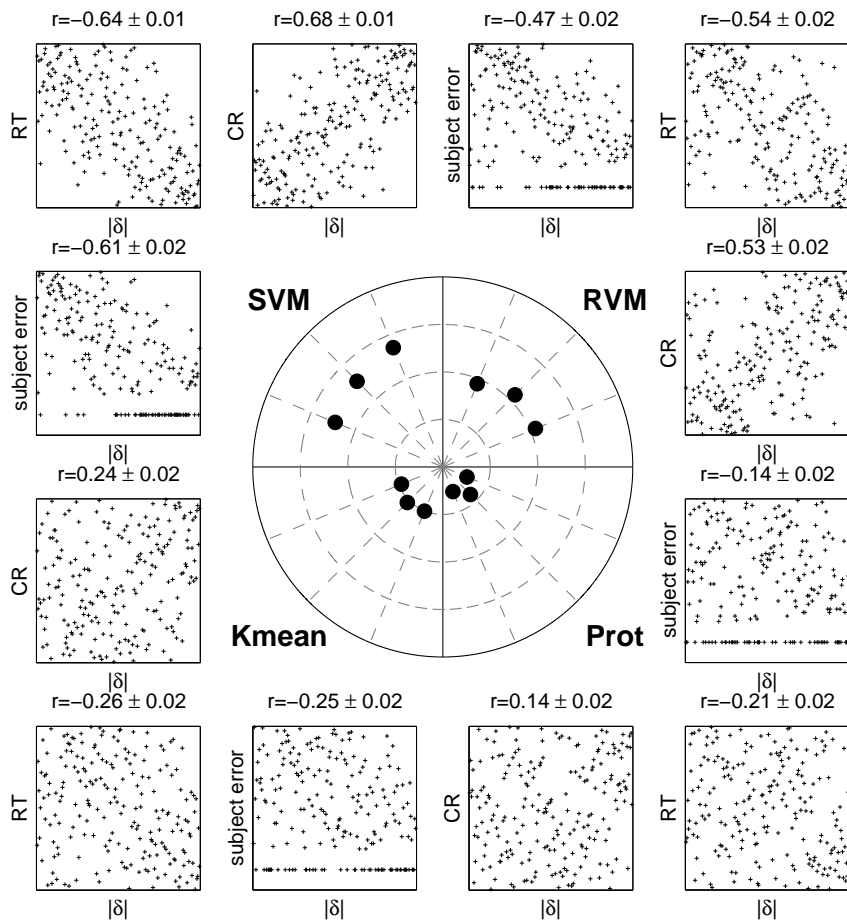 r=−0.64 ± 0.01
r=0.68 ± 0.01
r=−0.47 ± 0.02
r=−0.54 ± 0.02
RT
CR
subject error
RT
|δ|
|δ|
|δ|
|δ|
r=−0.61 ± 0.02
r=0.53 ± 0.02
SVM
RVM
subject error
CR
|δ|
|δ|
r=0.24 ± 0.02
r=−0.14 ± 0.02
CR
subject error
Kmean
Prot
|δ|
|δ|
r=−0.26 ± 0.02
r=−0.25 ± 0.02
r=0.14 ± 0.02
r=−0.21 ± 0.02
RT
subject error
CR
RT
|δ|
|δ|
|δ|
|δ|